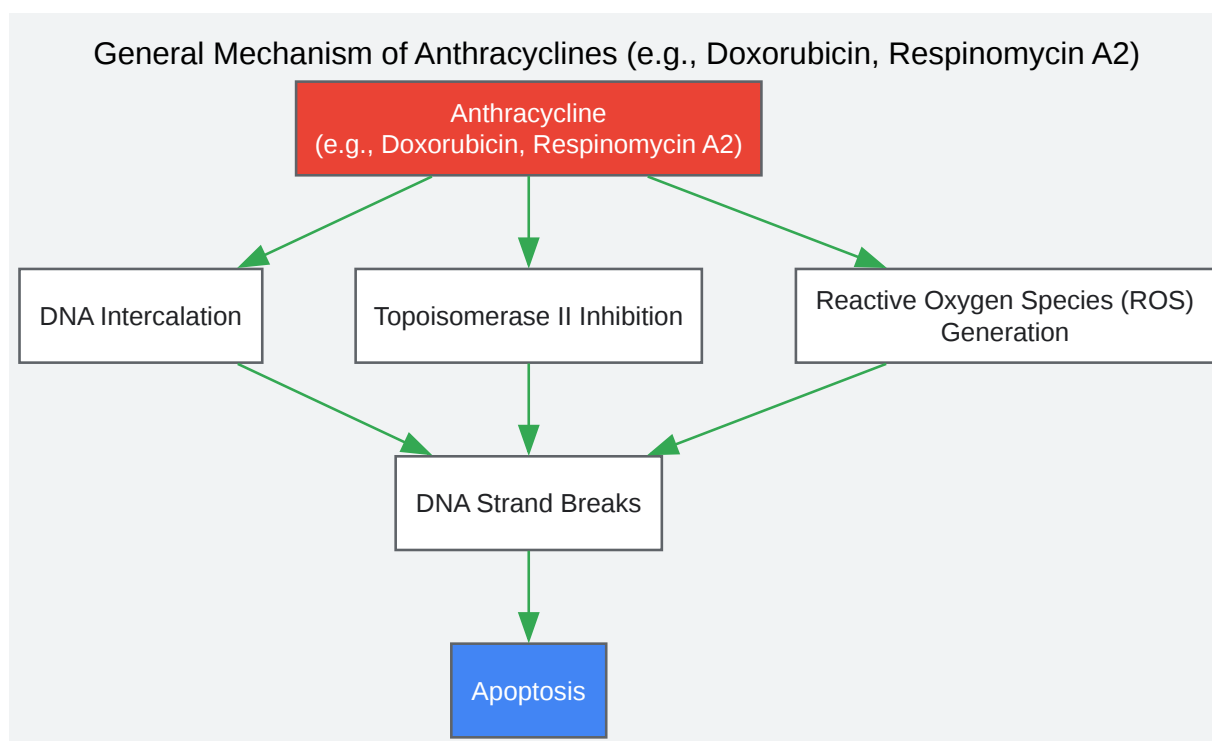 General Mechanism of Anthracyclines (e.g., Doxorubicin, Respinomycin A2)
Anthracycline
(e.g., Doxorubicin, Respinomycin A2)
DNA Intercalation
Topoisomerase II Inhibition
Reactive Oxygen Species (ROS)
Generation
DNA Strand Breaks
Apoptosis